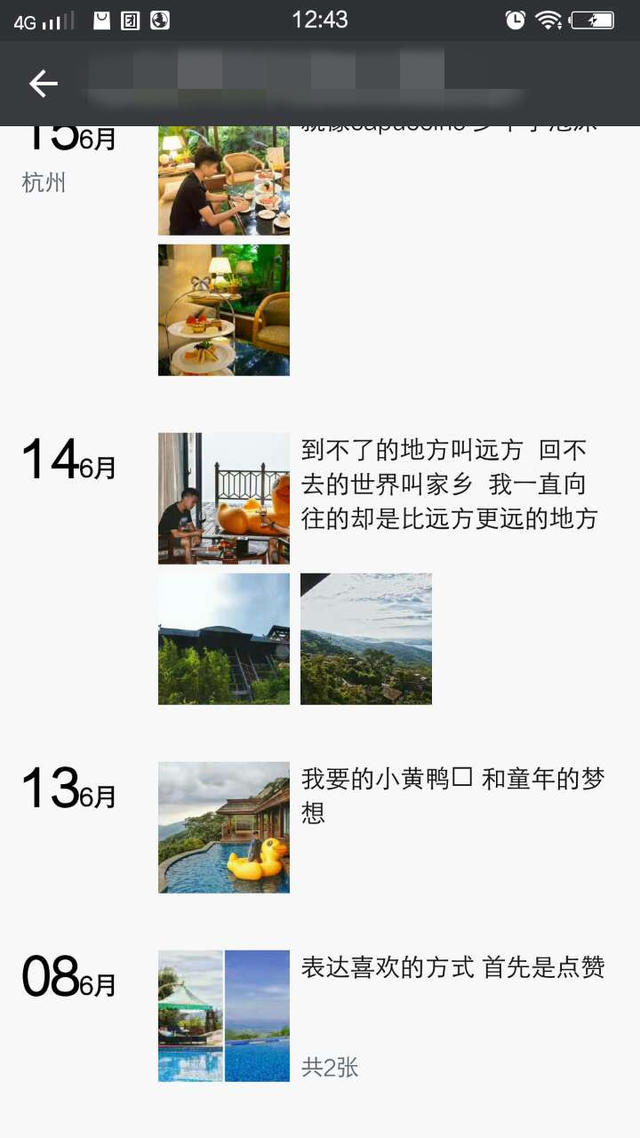 4G
12:43
15 6月
杭州
14 6月
到不了的地方叫远方 回不
去的世界叫家乡 我一直向
往的却是比远方更远的地方
13 6月
我要的小黄鸭□ 和童年的梦
想
08 6月
表达喜欢的方式 首先是点赞
共2张